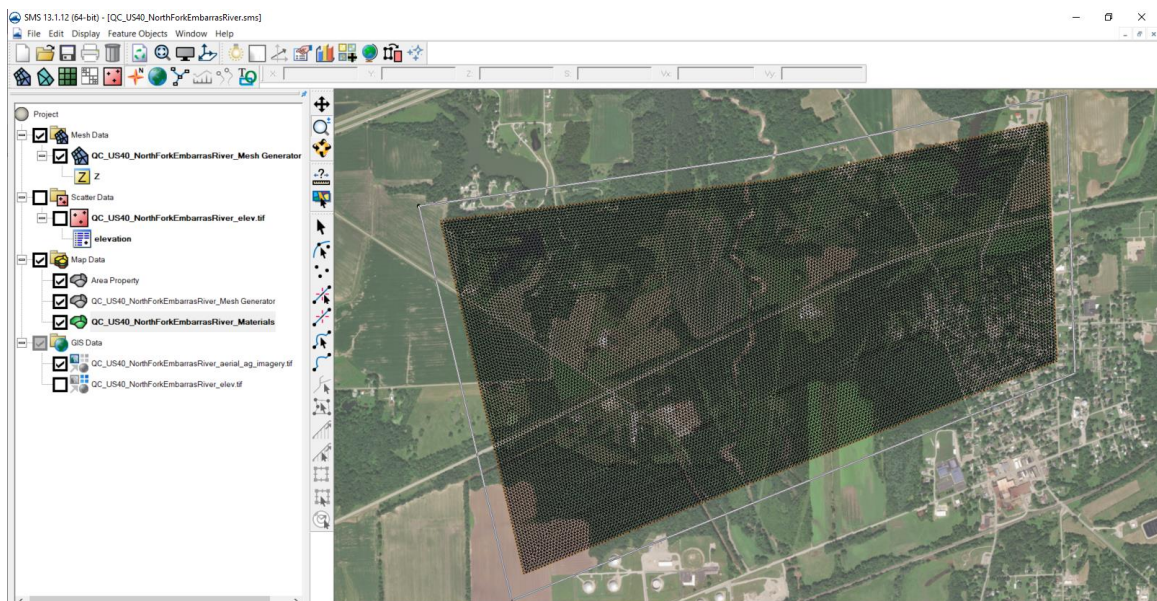 SMS 13.1.12 (64-bit) - [QC_US40_NorthForkEmbarrasRiver.sms]
File Edit Display Feature Objects Window Help
X: Y: Z: S: Vx: Vy:
Project
Mesh Data
QC_US40_NorthForkEmbarrasRiver_Mesh Generator
Z Z
Scatter Data
QC_US40_NorthForkEmbarrasRiver_elev.tif
elevation
Map Data
Area Property
QC_US40_NorthForkEmbarrasRiver_Mesh Generator
QC_US40_NorthForkEmbarrasRiver_Materials
GIS Data
QC_US40_NorthForkEmbarrasRiver_aerial_ag_imagery.tif
QC_US40_NorthForkEmbarrasRiver_elev.tif